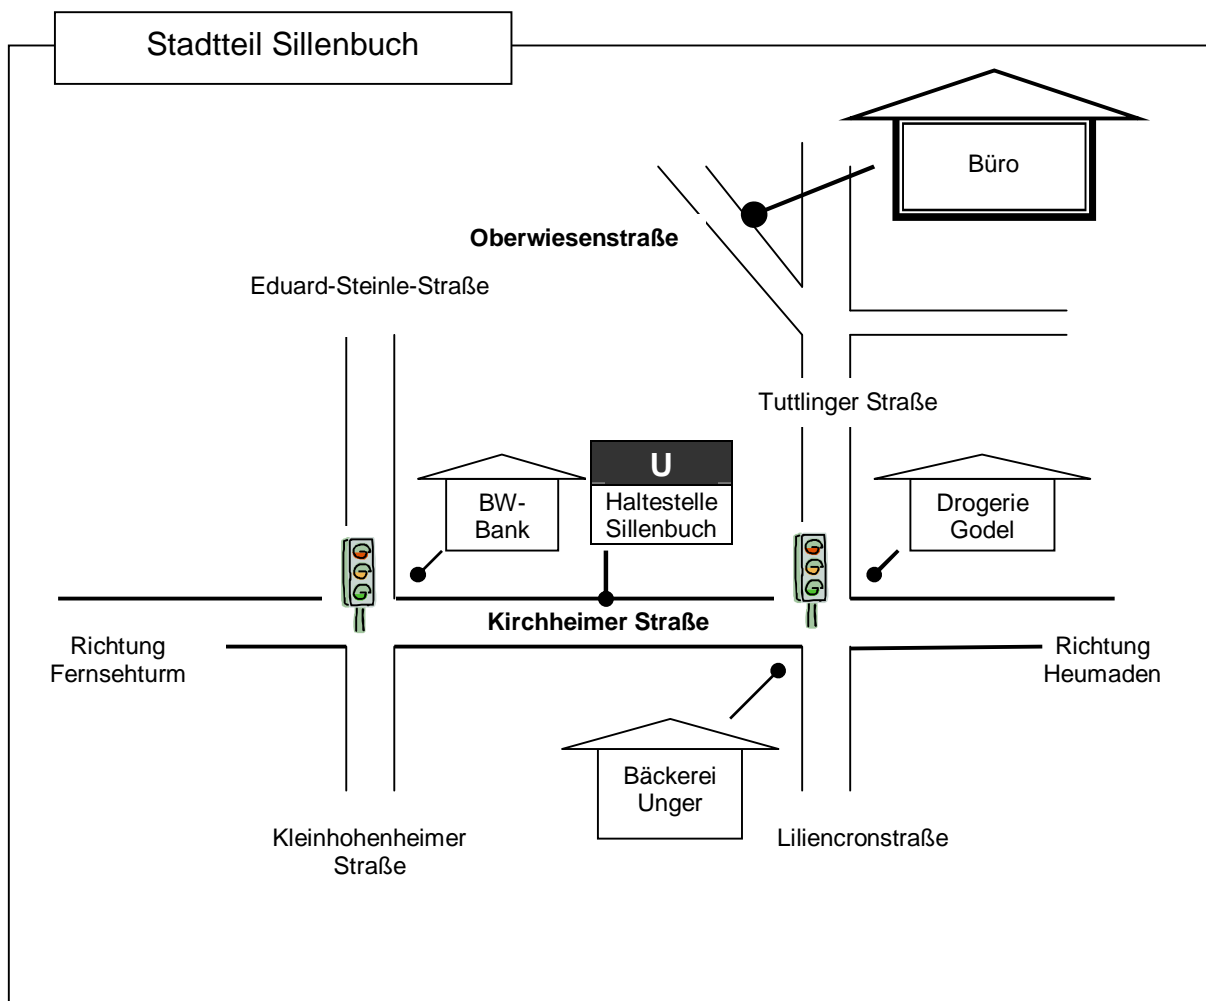 Stadtteil Sillenbuch
Büro
Oberwiesenstraße
Eduard-Steinle-Straße
Tuttlinger Straße
BW-
Bank
U
Haltestelle
Sillenbuch
Drogerie
Godel
Kirchheimer Straße
Richtung
Fernsehturm
Richtung
Heumaden
Bäckerei
Unger
Kleinhohenheimer
Straße
Liliencronstraße